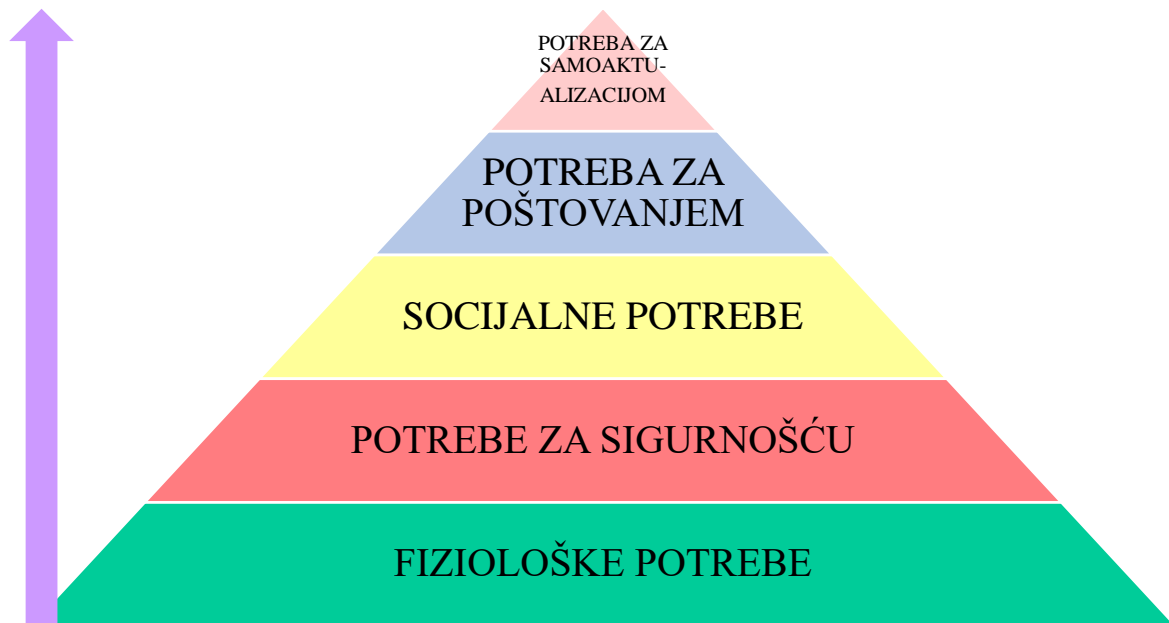 POTREBA ZA
SAMOAKTU-
ALIZACIJOM
POTREBA ZA
POŠTOVANJEM
SOCIJALNE POTREBE
POTREBE ZA SIGURNOŠĆU
FIZIOLOŠKE POTREBE